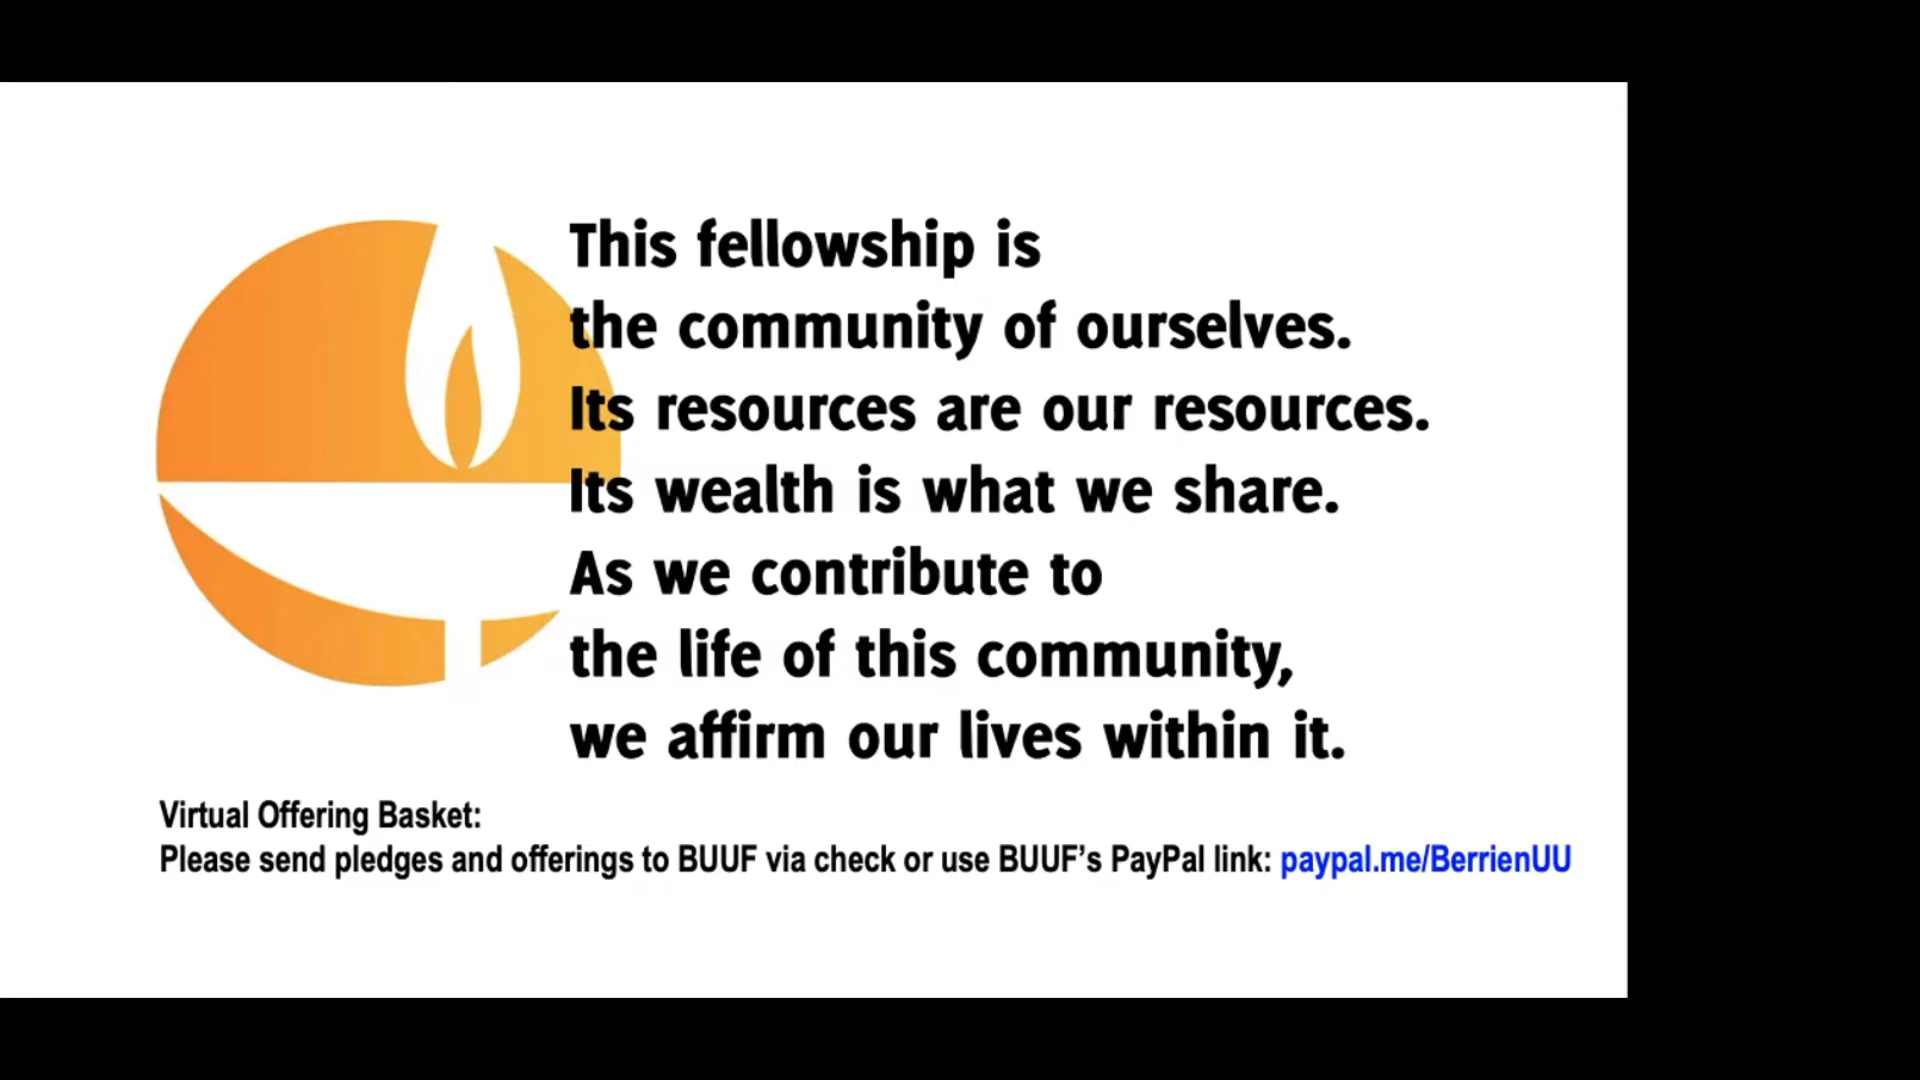 This fellowship is
the community of ourselves.
Its resources are our resources.
Its wealth is what we share.
As we contribute to
the life of this community,
we affirm our lives within it.
Virtual Offering Basket:
Please send pledges and offerings to BUUF via check or use BUUF’s PayPal link: paypal.me/BerrienUU